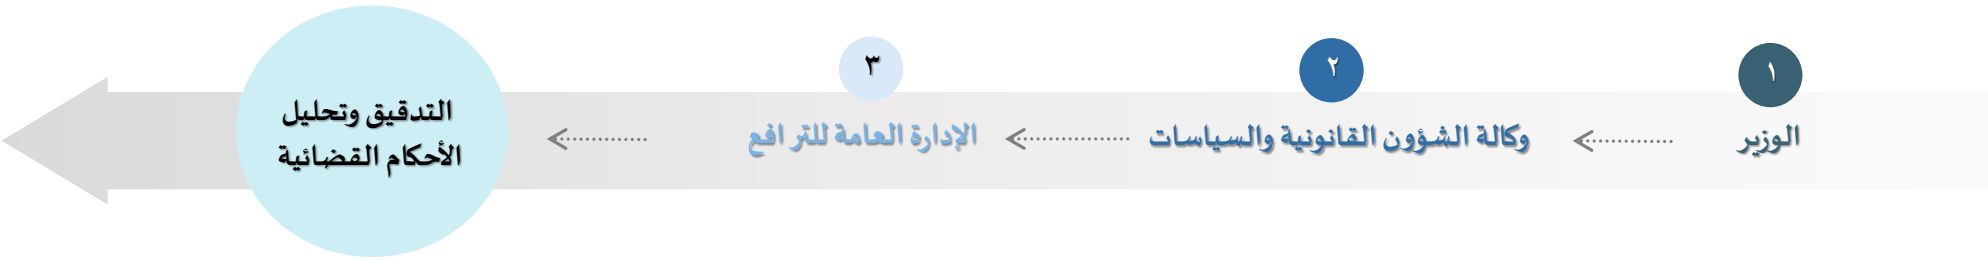 ١
الوزير
٢
وكالة الشؤون القانونية والسياسات
٣
الإدارة العامة للترافع
التدقيق وتحليل
الأحكام القضائية